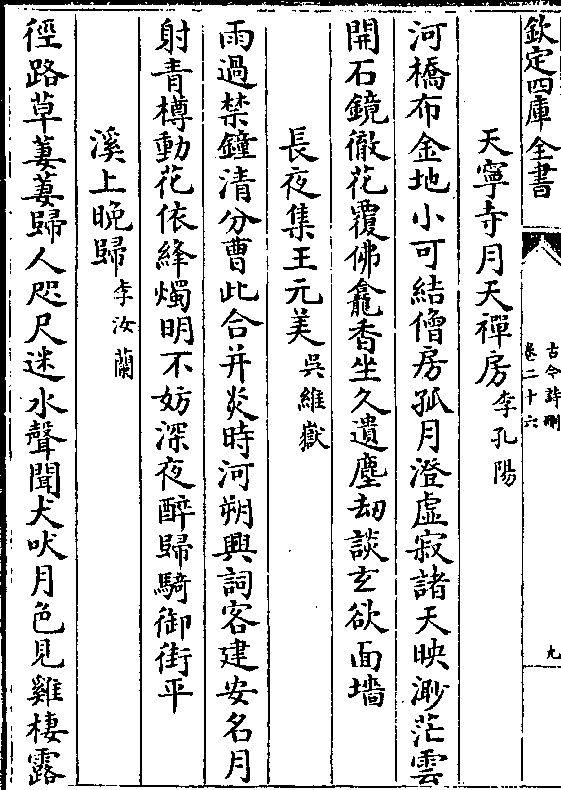 欽定四庫全書
古今詩刪
卷二十六
九
天寧寺月天禪房李孔陽
河橋布金地小可結僧房孤月澄虛寂諸天映渺茫雲
開石鏡徹花覆佛龕香坐久遺塵劫談玄欲面墻
長夜集王元美吳維嶽
雨過禁鐘清分曹此合并炎時河朔興詞客建安名月
射青樽動花依絳燭明不妨深夜醉歸騎御街平
溪上晚歸李汝蘭
徑路草萋萋歸人咫尺迷水聲聞犬吠月色見雞棲露